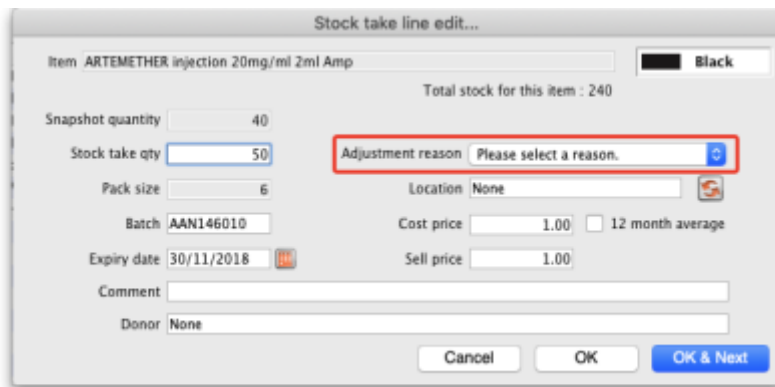 Stock take line edit...
Item ARTEMETHER injection 20mg/ml 2ml Amp Black
Total stock for this item : 240
Snapshot quantity 40
Stock take qty 50 Adjustment reason Please select a reason.
Pack size 6 Location None
Batch AAN146010 Cost price 1.00 12 month average
Expiry date 30/11/2018 Sell price 1.00
Comment
Donor None
Cancel OK OK & Next